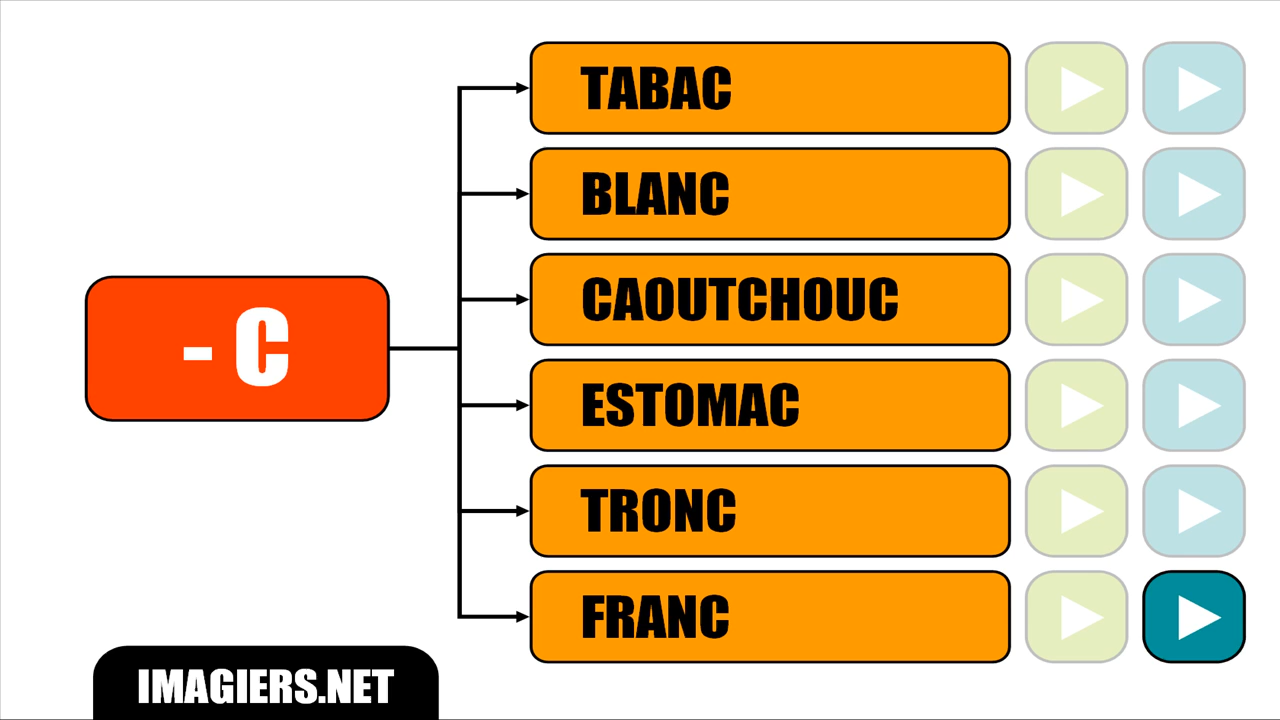 TABAC
BLANC
CAOUTCHOUC
- C
ESTOMAC
TRONC
FRANC
IMAGIERS.NET